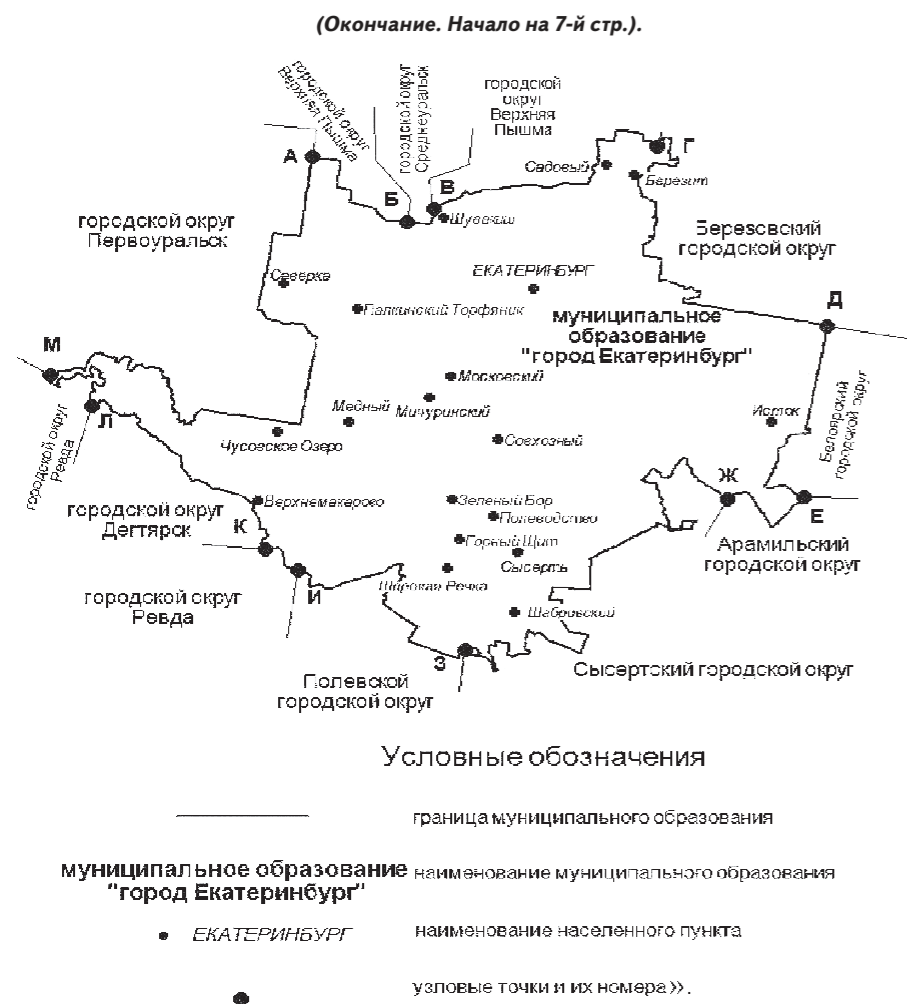 (Окончание. Начало на 7-й стр.).
городской округ
Верхняя Пышма
городской округ
Среднеуральск
городской
округ
Верхняя
Пышма
А
Б
В
Г
Садовый
Березит
Шувакиш
городской округ
Первоуральск
Березовский
городской округ
Северка
ЕКАТЕРИНБУРГ
Палкинский Торфяник
Д
муниципальное
образование
"город Екатеринбург"
М
Московский
Мичуринский
Медный
Исток
Белоярский
городской округ
Л
городской округ
Ревда
Чусовское Озеро
Совхозный
Верхнемакарово
Зеленый Бор
Полеводство
Ж
Е
городской округ
Дегтярск
К
Горный Щит
Сысерть
Арамильский
городской округ
Широкая Речка
И
городской округ
Ревда
Шабровский
З
Полевской
городской округ
Сысертский городской округ
Условные обозначения
граница муниципального образования
муниципальное образование
"город Екатеринбург"
наименование муниципального образования
ЕКАТЕРИНБУРГ
наименование населенного пункта
узловые точки и их номера».